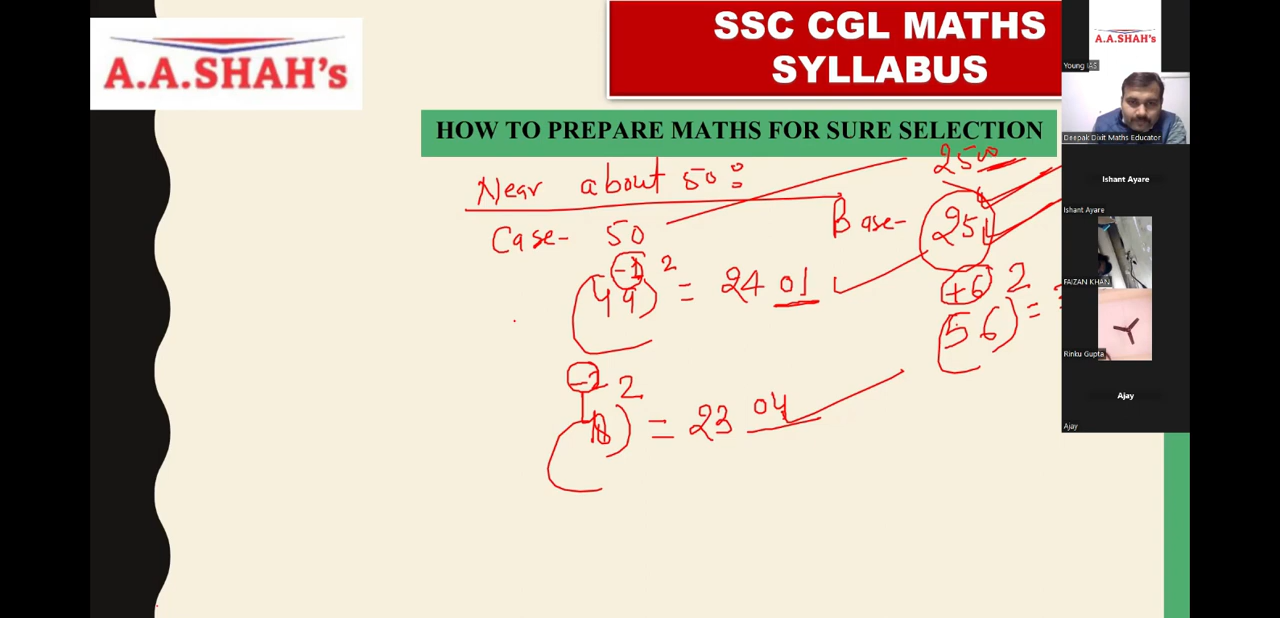 A.A.SHAH's
SSC CGL MATHS
SYLLABUS
HOW TO PREPARE MATHS FOR SURE SELECTION
Near about 50:
2500
Case- 50
Base- 25
(49)² = 2401
-1
+6
(56)² =
-2
(48)² = 2304
A.A.SHAH's
Young IAS
Deepak Dixit Maths Educator
Ishant Ayare
Ishant Ayare
FAIZAN KHAN
Rinku Gupta
Ajay
Ajay